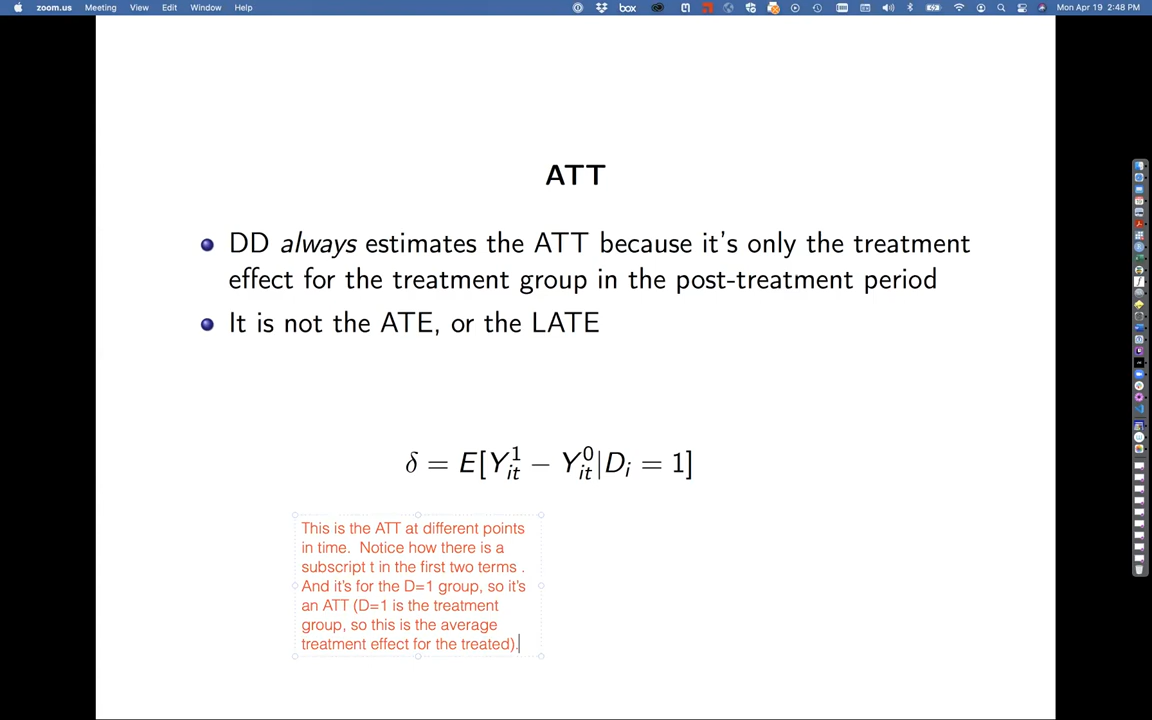 zoom.us Meeting View Edit Window Help box Mon Apr 19 2:48 PM
ATT
DD always estimates the ATT because it's only the treatment
effect for the treatment group in the post-treatment period
It is not the ATE, or the LATE
δ = E[Y¹ᵢₜ − Y⁰ᵢₜ|Dᵢ = 1]
This is the ATT at different points
in time. Notice how there is a
subscript t in the first two terms .
And it's for the D=1 group, so it's
an ATT (D=1 is the treatment
group, so this is the average
treatment effect for the treated).